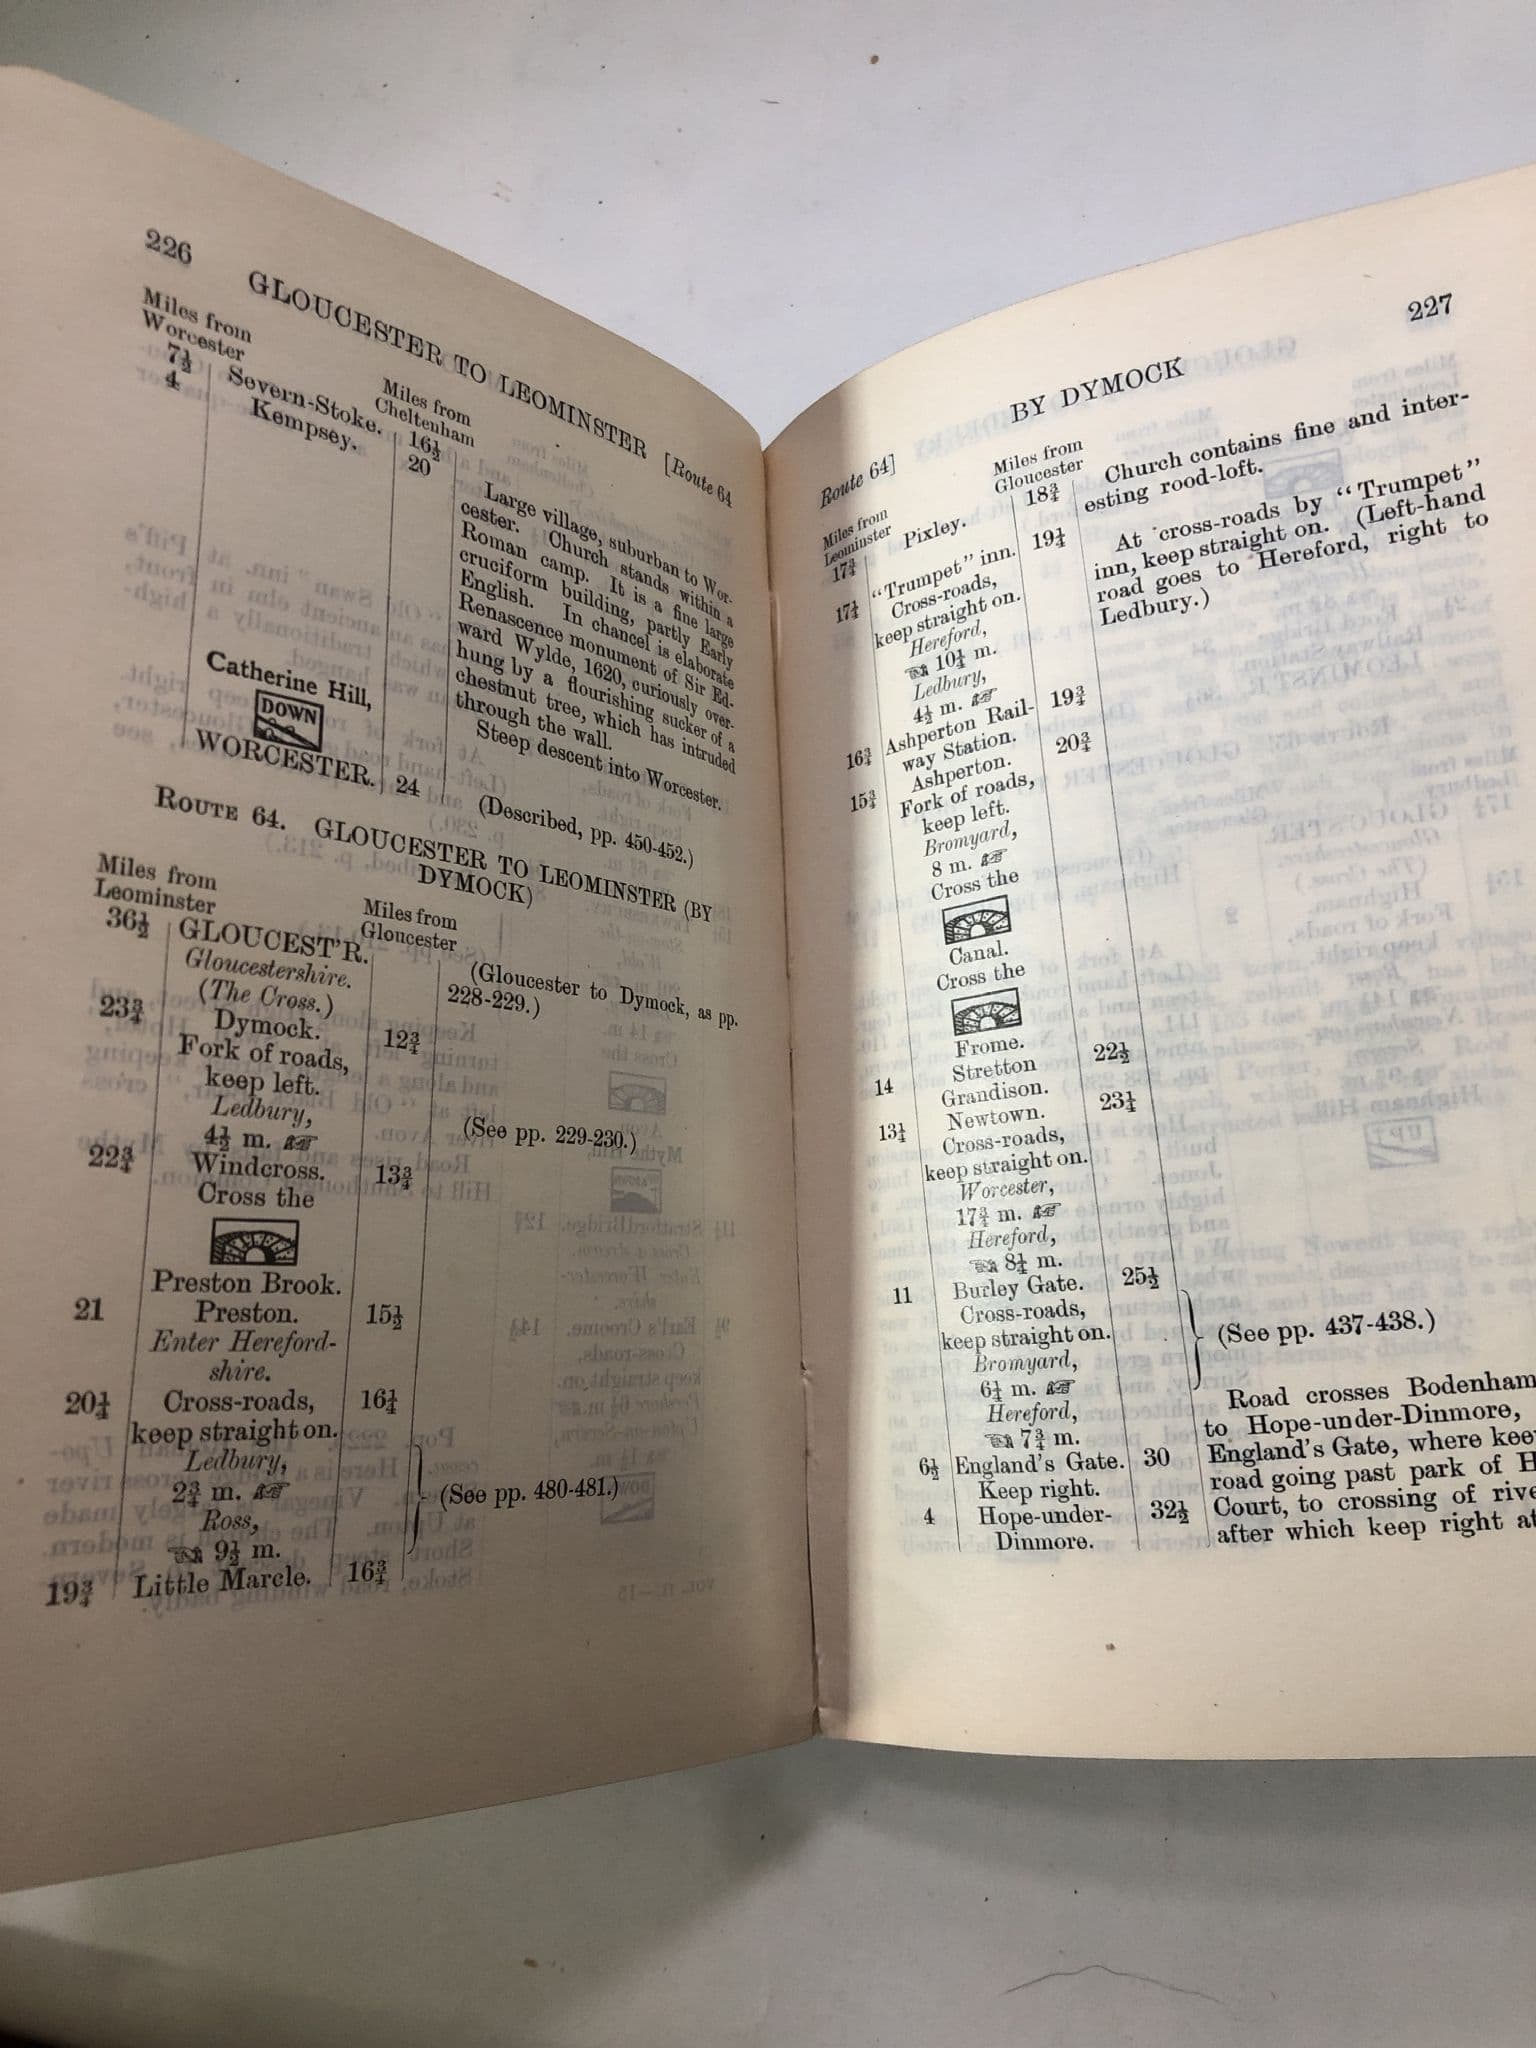 226
GLOUCESTER TO LEOMINSTER
[Route 64
Miles from
Worcester
Miles from
Cheltenham
7½ Severn-Stoke. 16½
4 Kempsey. 20
Large village, suburban to Wor-
cester. Church stands within a
Roman camp. It is a fine large
cruciform building, partly Early
English. In chancel is elaborate
Renascence monument of Sir Ed-
ward Wylde, 1620, curiously over-
hung by a flourishing sucker of a
chestnut tree, which has intruded
through the wall.
Catherine Hill,
DOWN
Steep descent into Worcester.
WORCESTER. 24
(Described, pp. 450-452.)
ROUTE 64. GLOUCESTER TO LEOMINSTER (BY
DYMOCK)
Miles from
Leominster
Miles from
Gloucester
36½ GLOUCEST'R.
Gloucestershire.
(The Cross.)
(Gloucester to Dymock, as pp.
228-229.)
23¾ Dymock. 12¾
Fork of roads,
keep left.
Ledbury,
4½ m. ☞
(See pp. 229-230.)
22¾ Windcross. 13¾
Cross the
Preston Brook.
21 Preston. 15½
Enter Hereford-
shire.
20¼ Cross-roads, 16¼
keep straight on.
Ledbury,
2¾ m. ☞
Ross,
☜ 9½ m.
(See pp. 480-481.)
19¾ Little Marcle. 16¾
227
BY DYMOCK
Route 64]
Miles from
Leominster
Miles from
Gloucester
17¾ Pixley. 18¾
Church contains fine and inter-
esting rood-loft.
17¼ "Trumpet" inn. 19¼
Cross-roads,
keep straight on.
Hereford,
☜ 10¼ m.
Ledbury,
4½ m. ☞
At cross-roads by "Trumpet"
inn, keep straight on. (Left-hand
road goes to Hereford, right to
Ledbury.)
16¾ Ashperton Rail- 19¾
way Station.
15¾ Ashperton. 20¾
Fork of roads,
keep left.
Bromyard,
8 m. ☞
Cross the
Canal.
Cross the
Frome.
14 Stretton 22½
Grandison.
13¼ Newtown. 23¼
Cross-roads,
keep straight on.
Worcester,
17¾ m. ☞
Hereford,
☜ 8¼ m.
11 Burley Gate. 25½
Cross-roads,
keep straight on.
Bromyard,
6¼ m. ☞
Hereford,
☜ 7¾ m.
(See pp. 437-438.)
6½ England's Gate. 30
Keep right.
4 Hope-under- 32½
Dinmore.
Road crosses Bodenham
to Hope-under-Dinmore,
England's Gate, where kee
road going past park of H
Court, to crossing of rive
after which keep right at